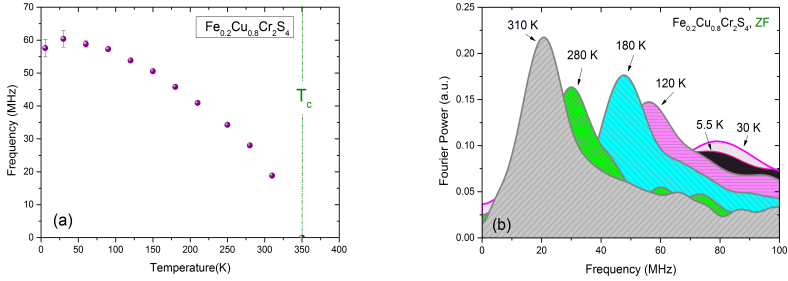 Fe0.2Cu0.8Cr2S4
Tc
(a)
Frequency (MHz)
70
60
50
40
30
20
10
0
0 50 100 150 200 250 300 350 400
Temperature(K)
Fe0.2Cu0.8Cr2S4, ZF
310 K
280 K
180 K
120 K
5.5 K
30 K
(b)
Fourier Power (a.u.)
0.25
0.20
0.15
0.10
0.05
0.00
0 20 40 60 80 100
Frequency (MHz)